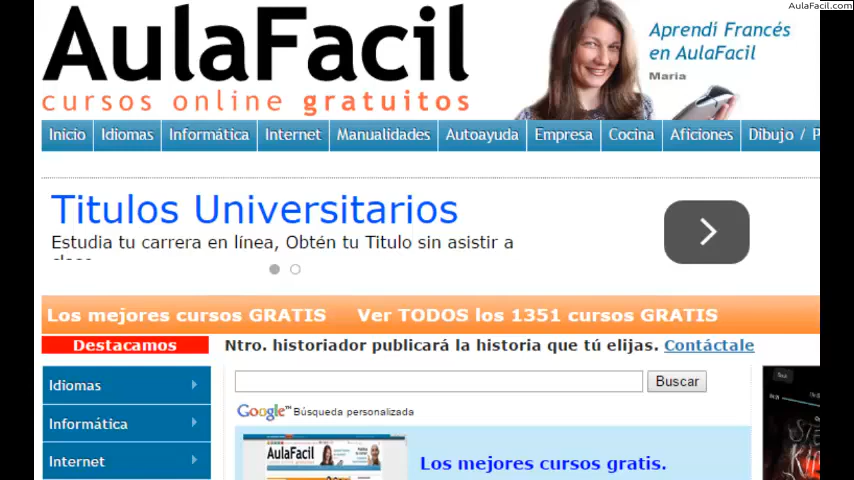 AulaFacil.com
AulaFacil
cursos online gratuitos
Aprendí Francés
en AulaFacil
Maria
Inicio Idiomas Informática Internet Manualidades Autoayuda Empresa Cocina Aficiones Dibujo / P
Titulos Universitarios
Estudia tu carrera en línea, Obtén tu Titulo sin asistir a
Los mejores cursos GRATIS Ver TODOS los 1351 cursos GRATIS
Destacamos Ntro. historiador publicará la historia que tú elijas. Contáctale
Idiomas
Informática
Internet
Buscar
Google™ Búsqueda personalizada
AulaFacil
Los mejores cursos gratis.